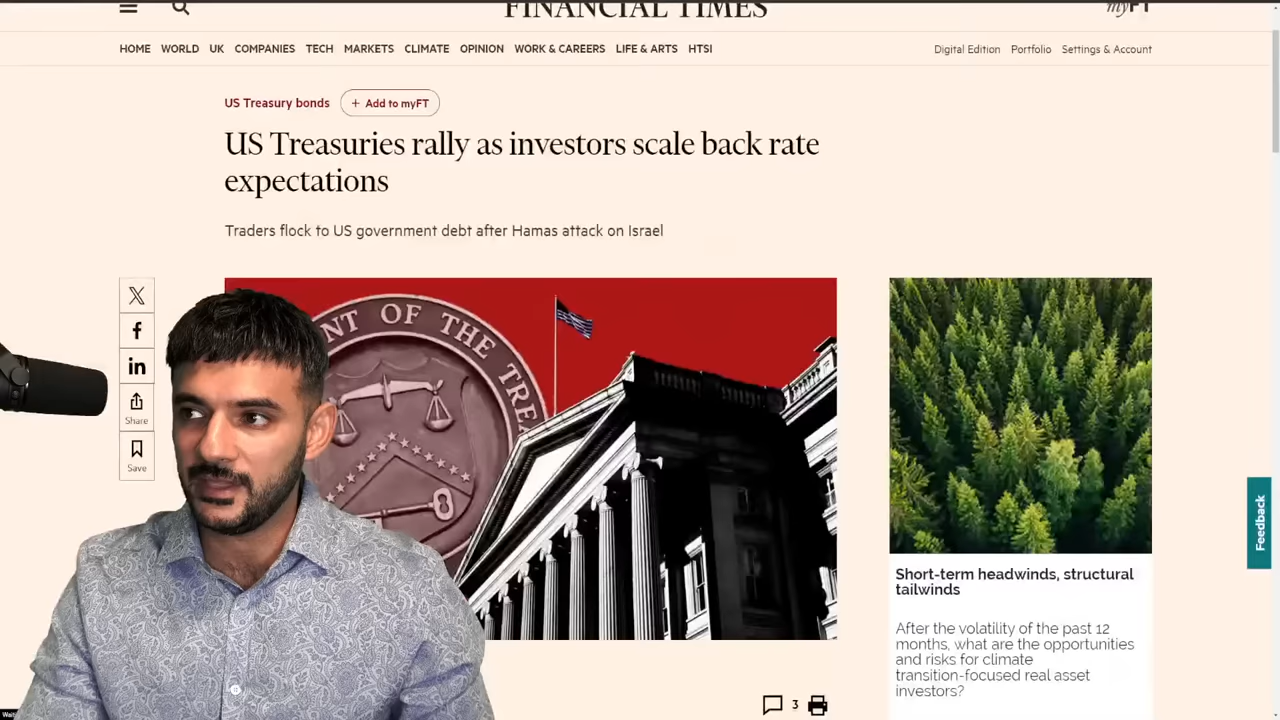 FINANCIAL TIMES
myFT
HOME WORLD UK COMPANIES TECH MARKETS CLIMATE OPINION WORK & CAREERS LIFE & ARTS HTSI
Digital Edition Portfolio Settings & Account
US Treasury bonds
+ Add to myFT
US Treasuries rally as investors scale back rate
expectations
Traders flock to US government debt after Hamas attack on Israel
Share
Save
NT OF THE TREA
Short-term headwinds, structural
tailwinds
After the volatility of the past 12
months, what are the opportunities
and risks for climate
transition-focused real asset
investors?
3
Feedback